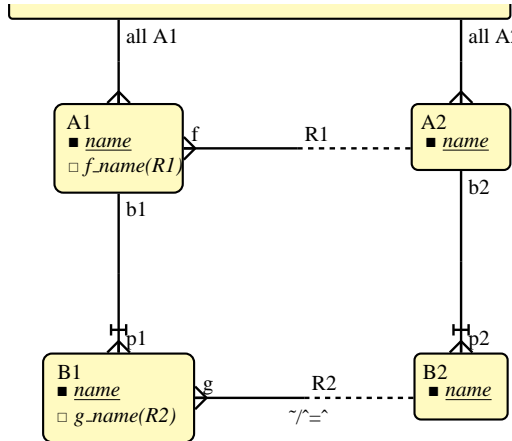 all A1
all A2
A1
■ name
□ f_name(R1)
f
R1
A2
■ name
b1
b2
p1
p2
B1
■ name
□ g_name(R2)
g
R2
~/^=^
B2
■ name